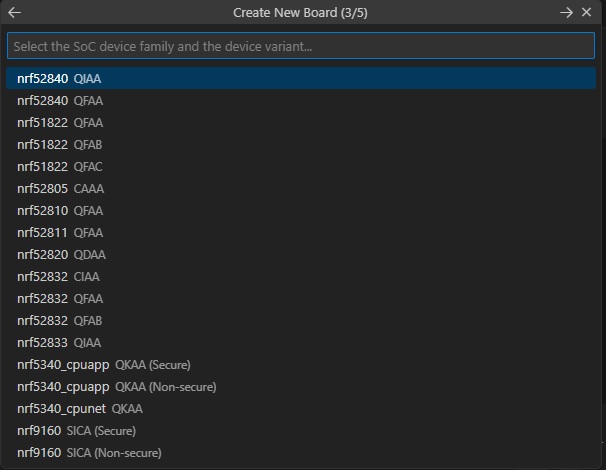 Create New Board (3/5)
Select the SoC device family and the device variant...
nrf52840 QIAA
nrf52840 QFAA
nrf51822 QFAA
nrf51822 QFAB
nrf51822 QFAC
nrf52805 CAAA
nrf52810 QFAA
nrf52811 QFAA
nrf52820 QDAA
nrf52832 CIAA
nrf52832 QFAA
nrf52832 QFAB
nrf52833 QIAA
nrf5340_cpuapp QKAA (Secure)
nrf5340_cpuapp QKAA (Non-secure)
nrf5340_cpunet QKAA
nrf9160 SICA (Secure)
nrf9160 SICA (Non-secure)